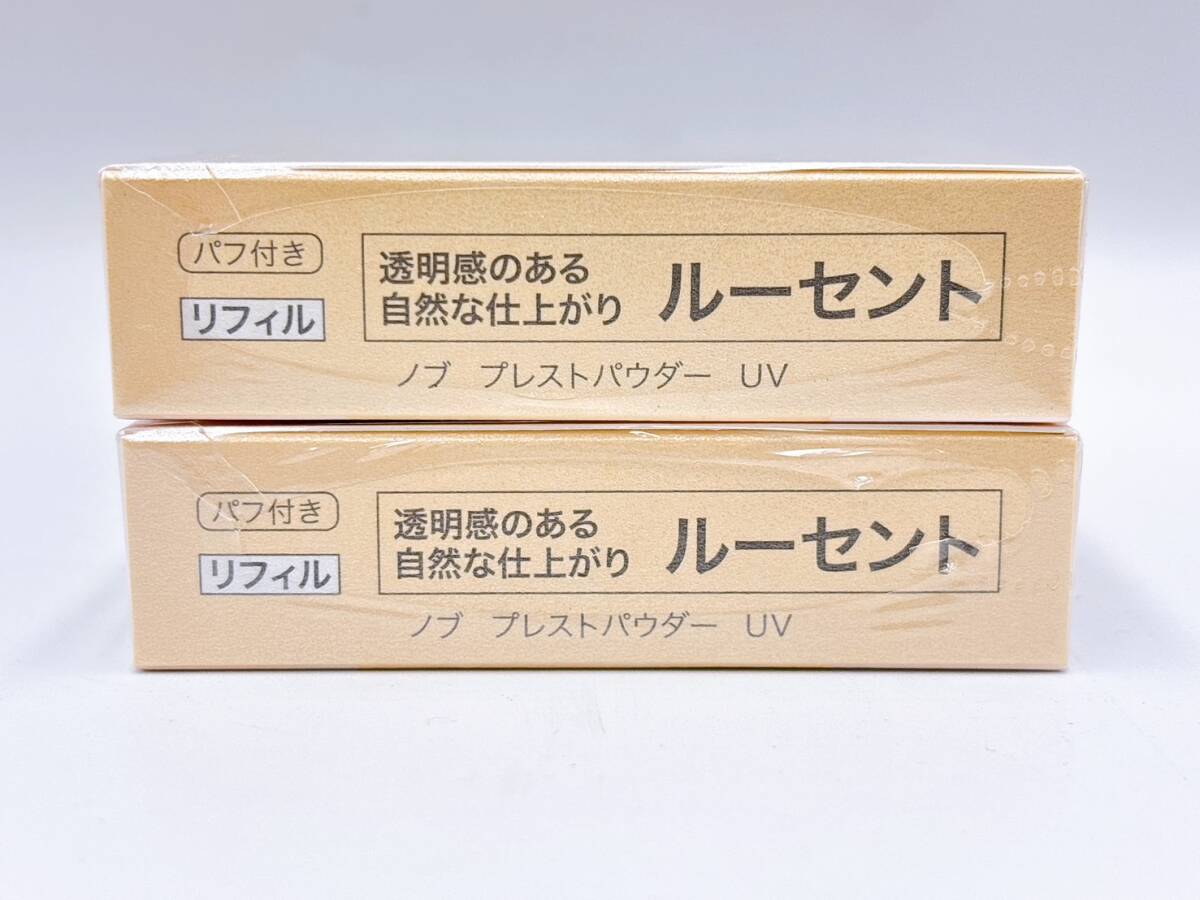 パフ付き
リフィル
透明感のある
自然な仕上がり
ルーセント
ノブ プレストパウダー UV
パフ付き
リフィル
透明感のある
自然な仕上がり
ルーセント
ノブ プレストパウダー UV